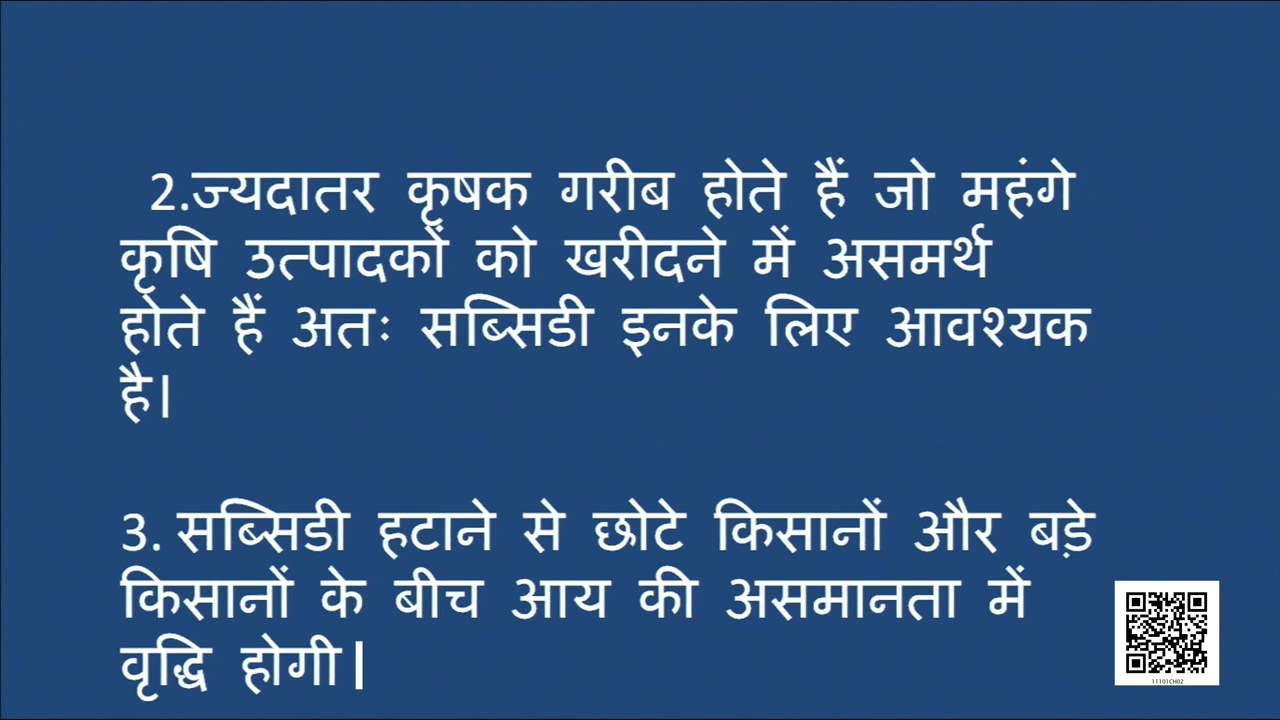 2.ज्यदातर कृषक गरीब होते हैं जो महंगे
कृषि उत्पादकों को खरीदने में असमर्थ
होते हैं अतः सब्सिडी इनके लिए आवश्यक
है।
3. सब्सिडी हटाने से छोटे किसानों और बड़े
किसानों के बीच आय की असमानता में
वृद्धि होगी।
11101CH02